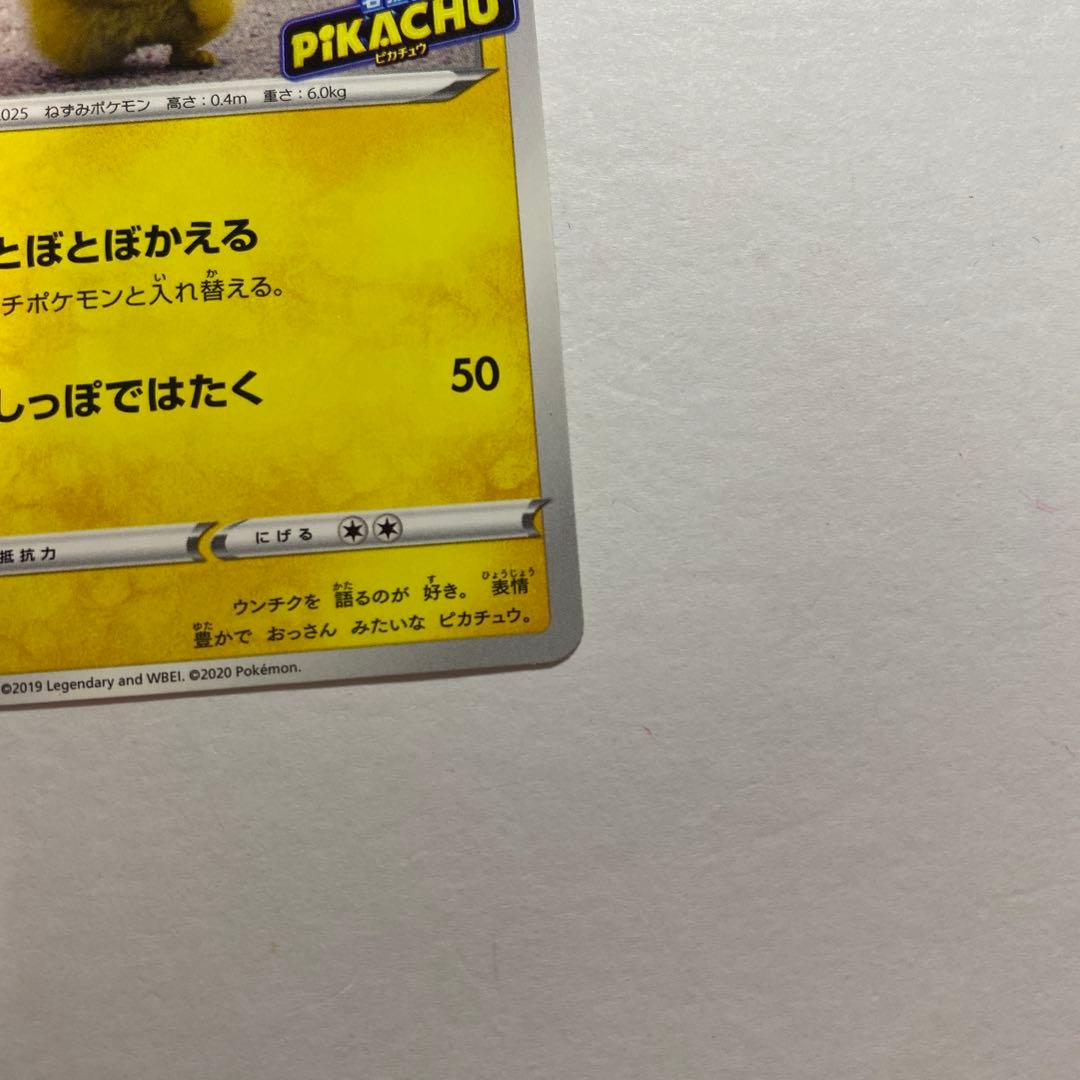 PiKACHU
ピカチュウ
025 ねずみポケモン 高さ：0.4m 重さ：6.0kg
とぼとぼかえる
チポケモンと入れ替える。
しっぽではたく 50
抵抗力 にげる
ウンチクを 語るのが 好き。 表情
豊かで おっさん みたいな ピカチュウ。
©2019 Legendary and WBEI. ©2020 Pokémon.